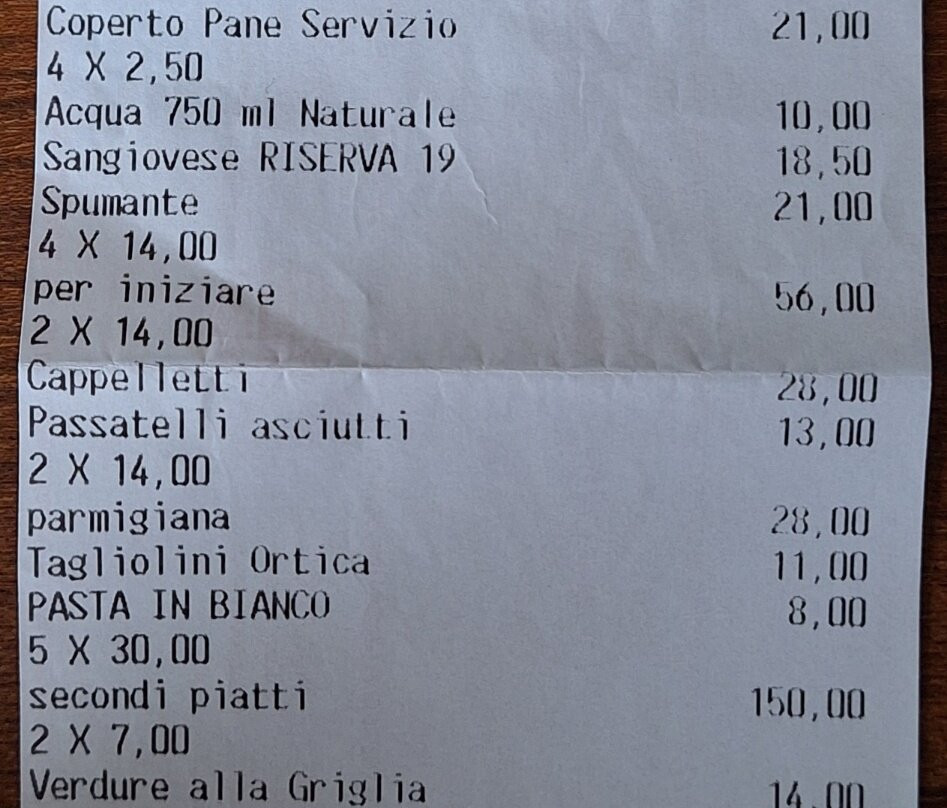 Coperto Pane Servizio 21,00
4 X 2,50
Acqua 750 ml Naturale 10,00
Sangiovese RISERVA 19 18,50
Spumante 21,00
4 X 14,00
per iniziare 56,00
2 X 14,00
Cappelletti 28,00
Passatelli asciutti 13,00
2 X 14,00
parmigiana 28,00
Tagliolini Ortica 11,00
PASTA IN BIANCO 8,00
5 X 30,00
secondi piatti 150,00
2 X 7,00
Verdure alla Griglia 14,00